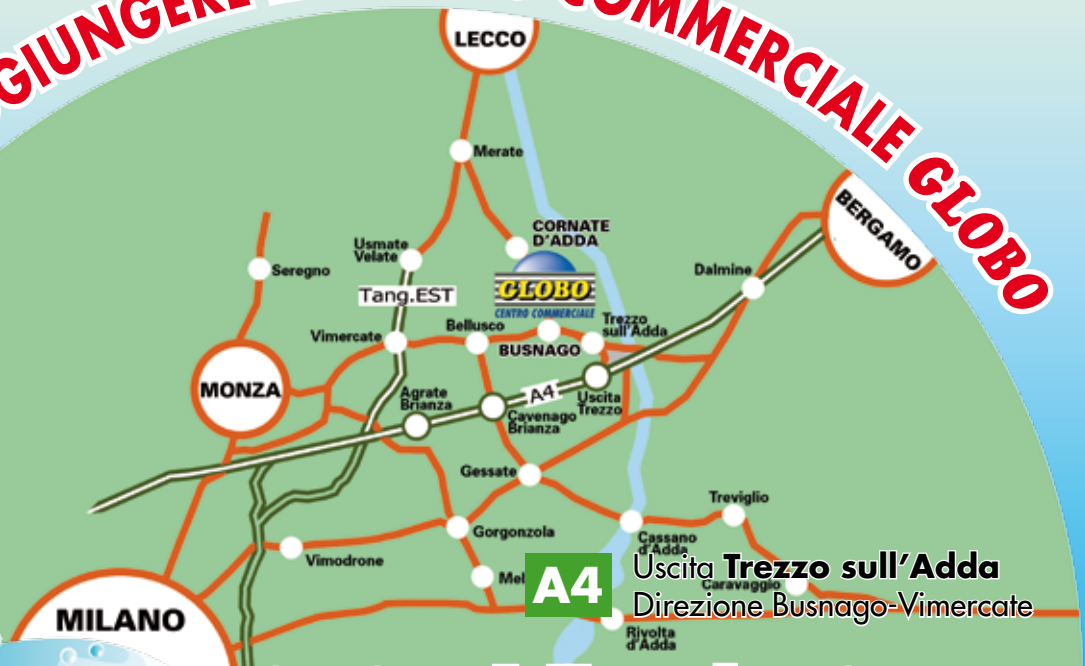 COMMERCIALE GLOBO
LECCO
Merate
CORNATE
D'ADDA
BERGAMO
Usmate
Velate
Seregno
Dalmine
GLOBO
CENTRO COMMERCIALE
Tang.EST
Trezzo
sull'Adda
Bellusco
Vimercate
BUSNAGO
MONZA
Agrate
Brianza
A4
Uscita
Trezzo
Cavenago
Brianza
Gessate
Treviglio
Gorgonzola
Cassano
d'Adda
Vimodrone
A4
Uscita Trezzo sull'Adda
Caravaggio
Direzione Busnago-Vimercate
MILANO
Rivolta
d'Adda